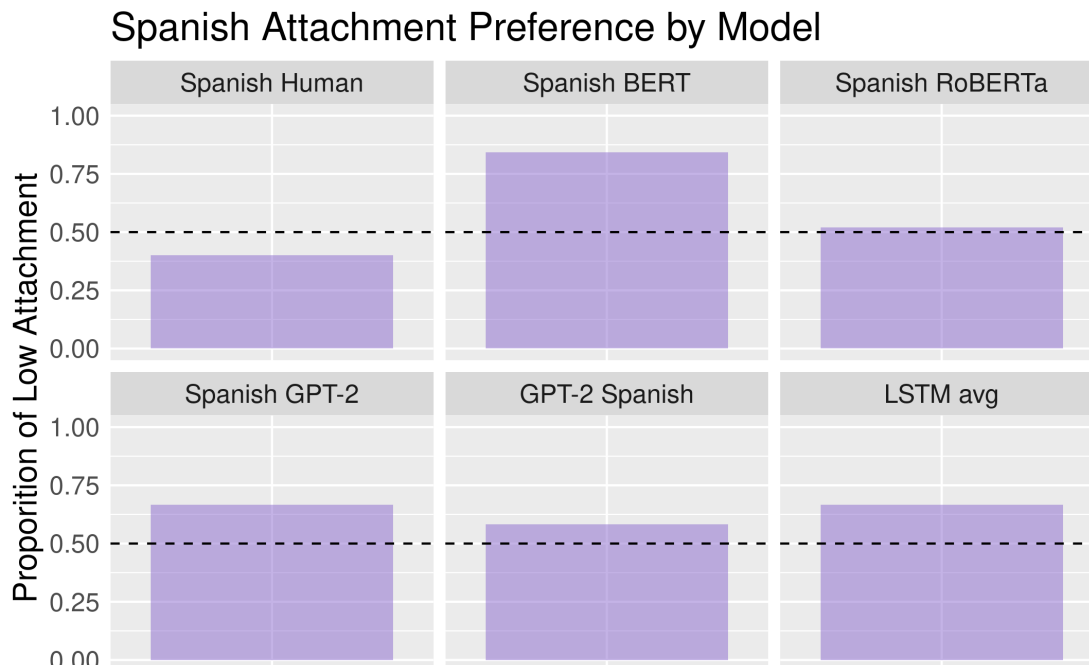 Spanish Attachment Preference by Model
Proporition of Low Attachment
Spanish Human Spanish BERT Spanish RoBERTa
1.00
0.75
0.50
0.25
0.00
Spanish GPT-2 GPT-2 Spanish LSTM avg
1.00
0.75
0.50
0.25
0.00